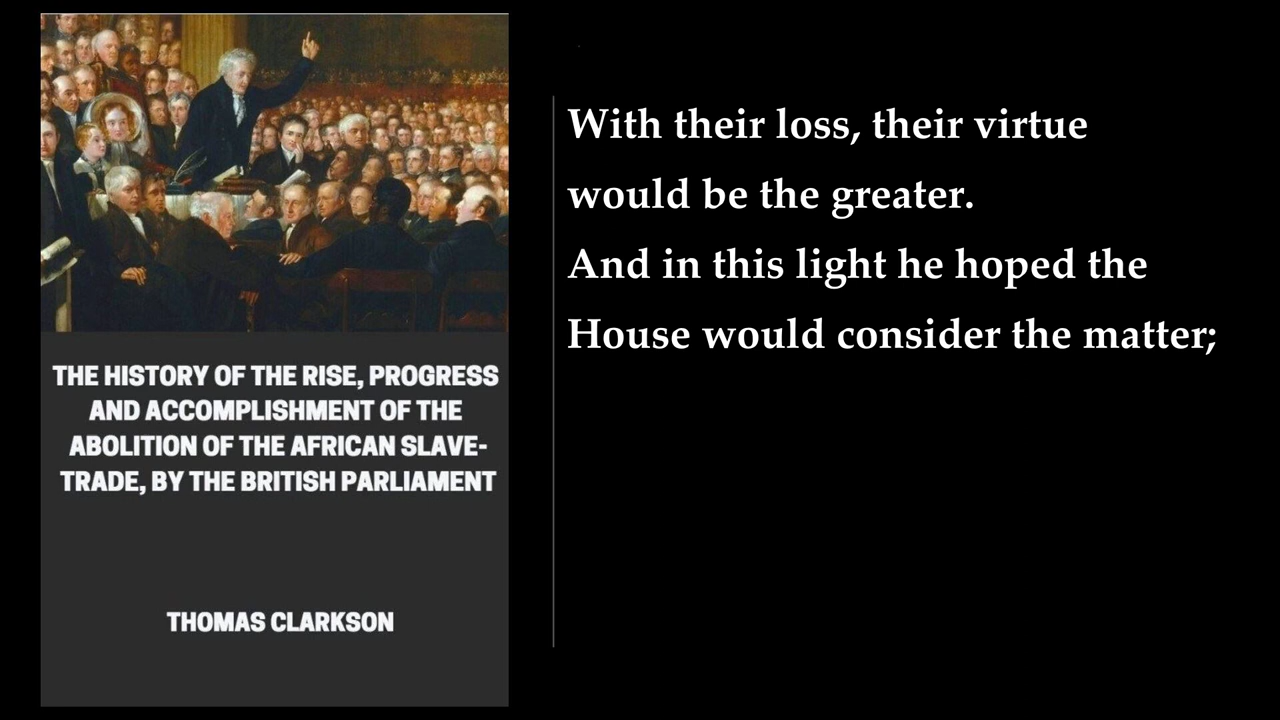 THE HISTORY OF THE RISE, PROGRESS
AND ACCOMPLISHMENT OF THE
ABOLITION OF THE AFRICAN SLAVE-
TRADE, BY THE BRITISH PARLIAMENT
THOMAS CLARKSON
With their loss, their virtue
would be the greater.
And in this light he hoped the
House would consider the matter;